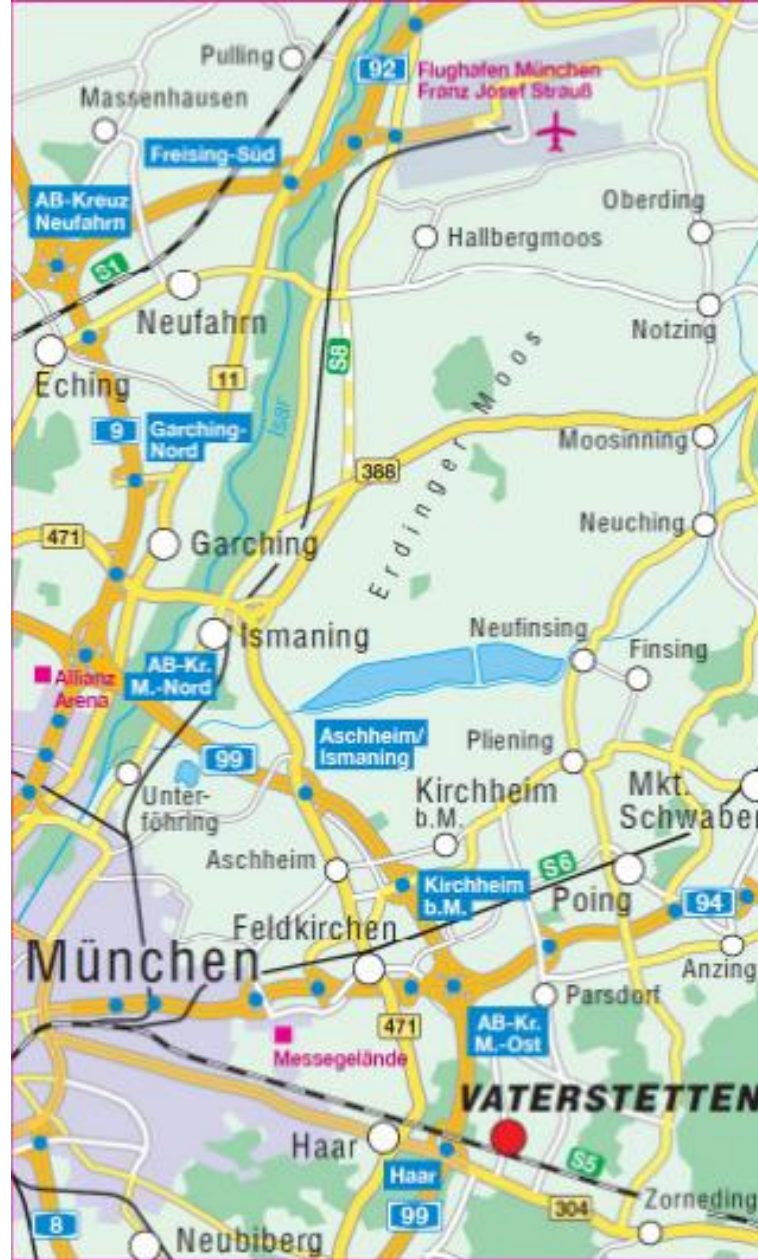 Pulling
92
Flughafen München
Franz Josef Strauß
Massenhausen
Freising-Süd
AB-Kreuz
Neufahrn
Oberding
Hallbergmoos
S1
Neufahrn
Notzing
Eching
S8
11
Isar
Erdinger Moos
9
Garching-
Nord
Moosinning
388
471
Garching
Neuching
Ismaning
Neufinsing
Finsing
AB-Kr.
M.-Nord
Allianz
Arena
Aschheim/
Ismaning
Pliening
99
Unter-
föhring
Kirchheim
b.M.
Mkt.
Schwaben
Aschheim
S6
Kirchheim
b.M.
Poing
94
Feldkirchen
München
Anzing
Parsdorf
471
AB-Kr.
M.-Ost
Messegelände
VATERSTETTEN
Haar
S5
Haar
304
Zorneding
99
8
Neubiberg